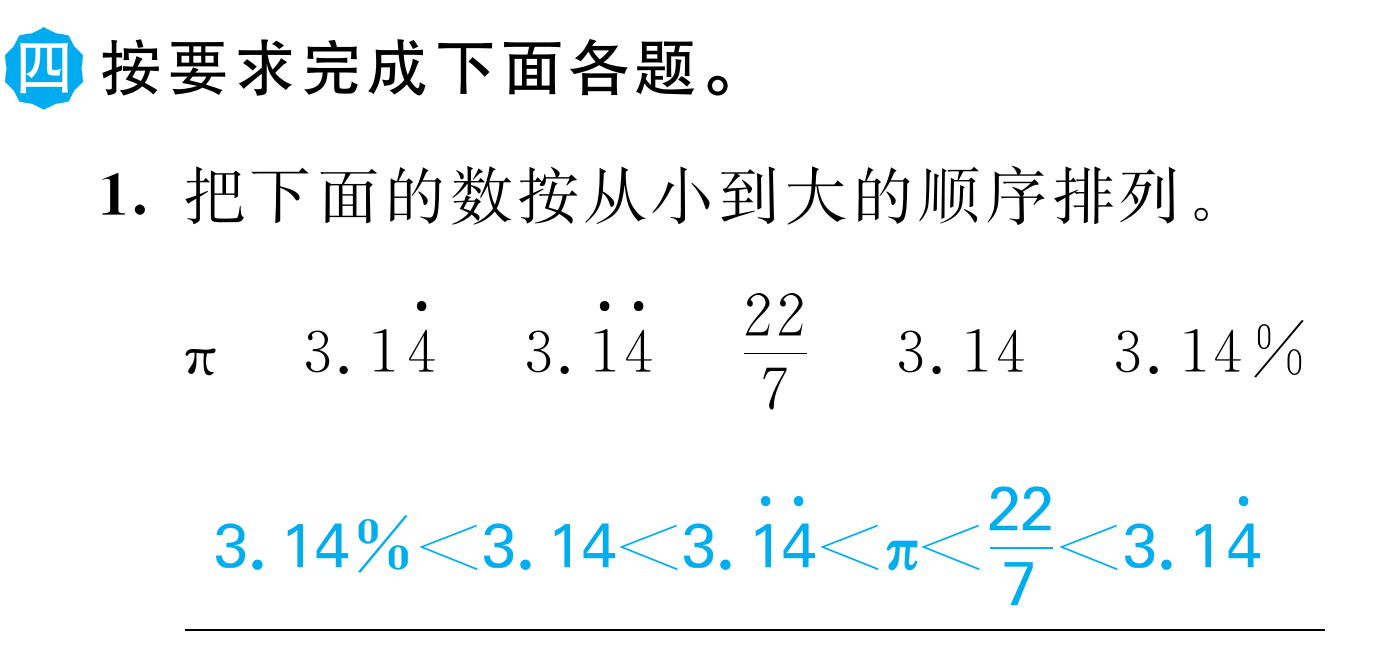 四 按要求完成下面各题。
1. 把下面的数按从小到大的顺序排列。
π 3.14̇ 3.1̇4̇ 22/7 3.14 3.14%
3.14%<3.14<3.1̇4̇<π<22/7<3.14̇